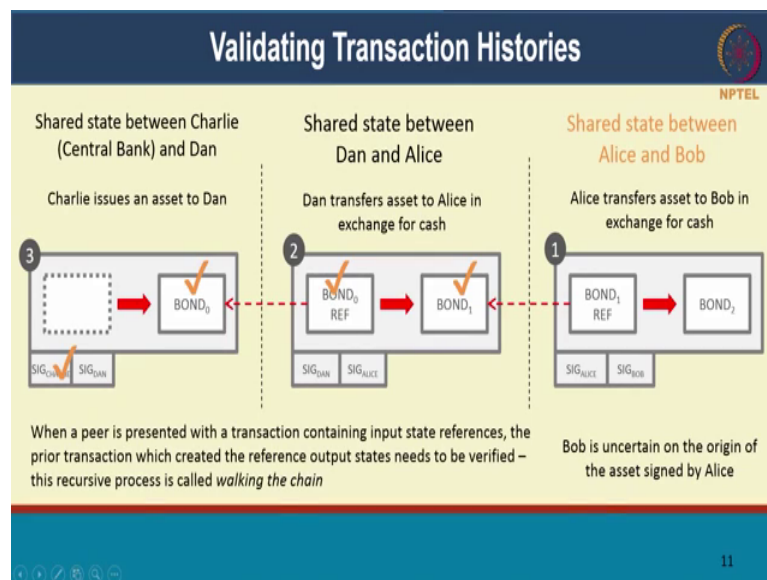 Validating Transaction Histories
NPTEL
Shared state between Charlie
(Central Bank) and Dan
Charlie issues an asset to Dan
3
BOND0
SIG
SIGDAN
Shared state between
Dan and Alice
Dan transfers asset to Alice in
exchange for cash
2
BOND0
REF
BOND1
SIGDAN
SIGALICE
Shared state between
Alice and Bob
Alice transfers asset to Bob in
exchange for cash
1
BOND1
REF
BOND2
SIGALICE
SIGBOB
When a peer is presented with a transaction containing input state references, the
prior transaction which created the reference output states needs to be verified –
this recursive process is called walking the chain
Bob is uncertain on the origin of
the asset signed by Alice
11